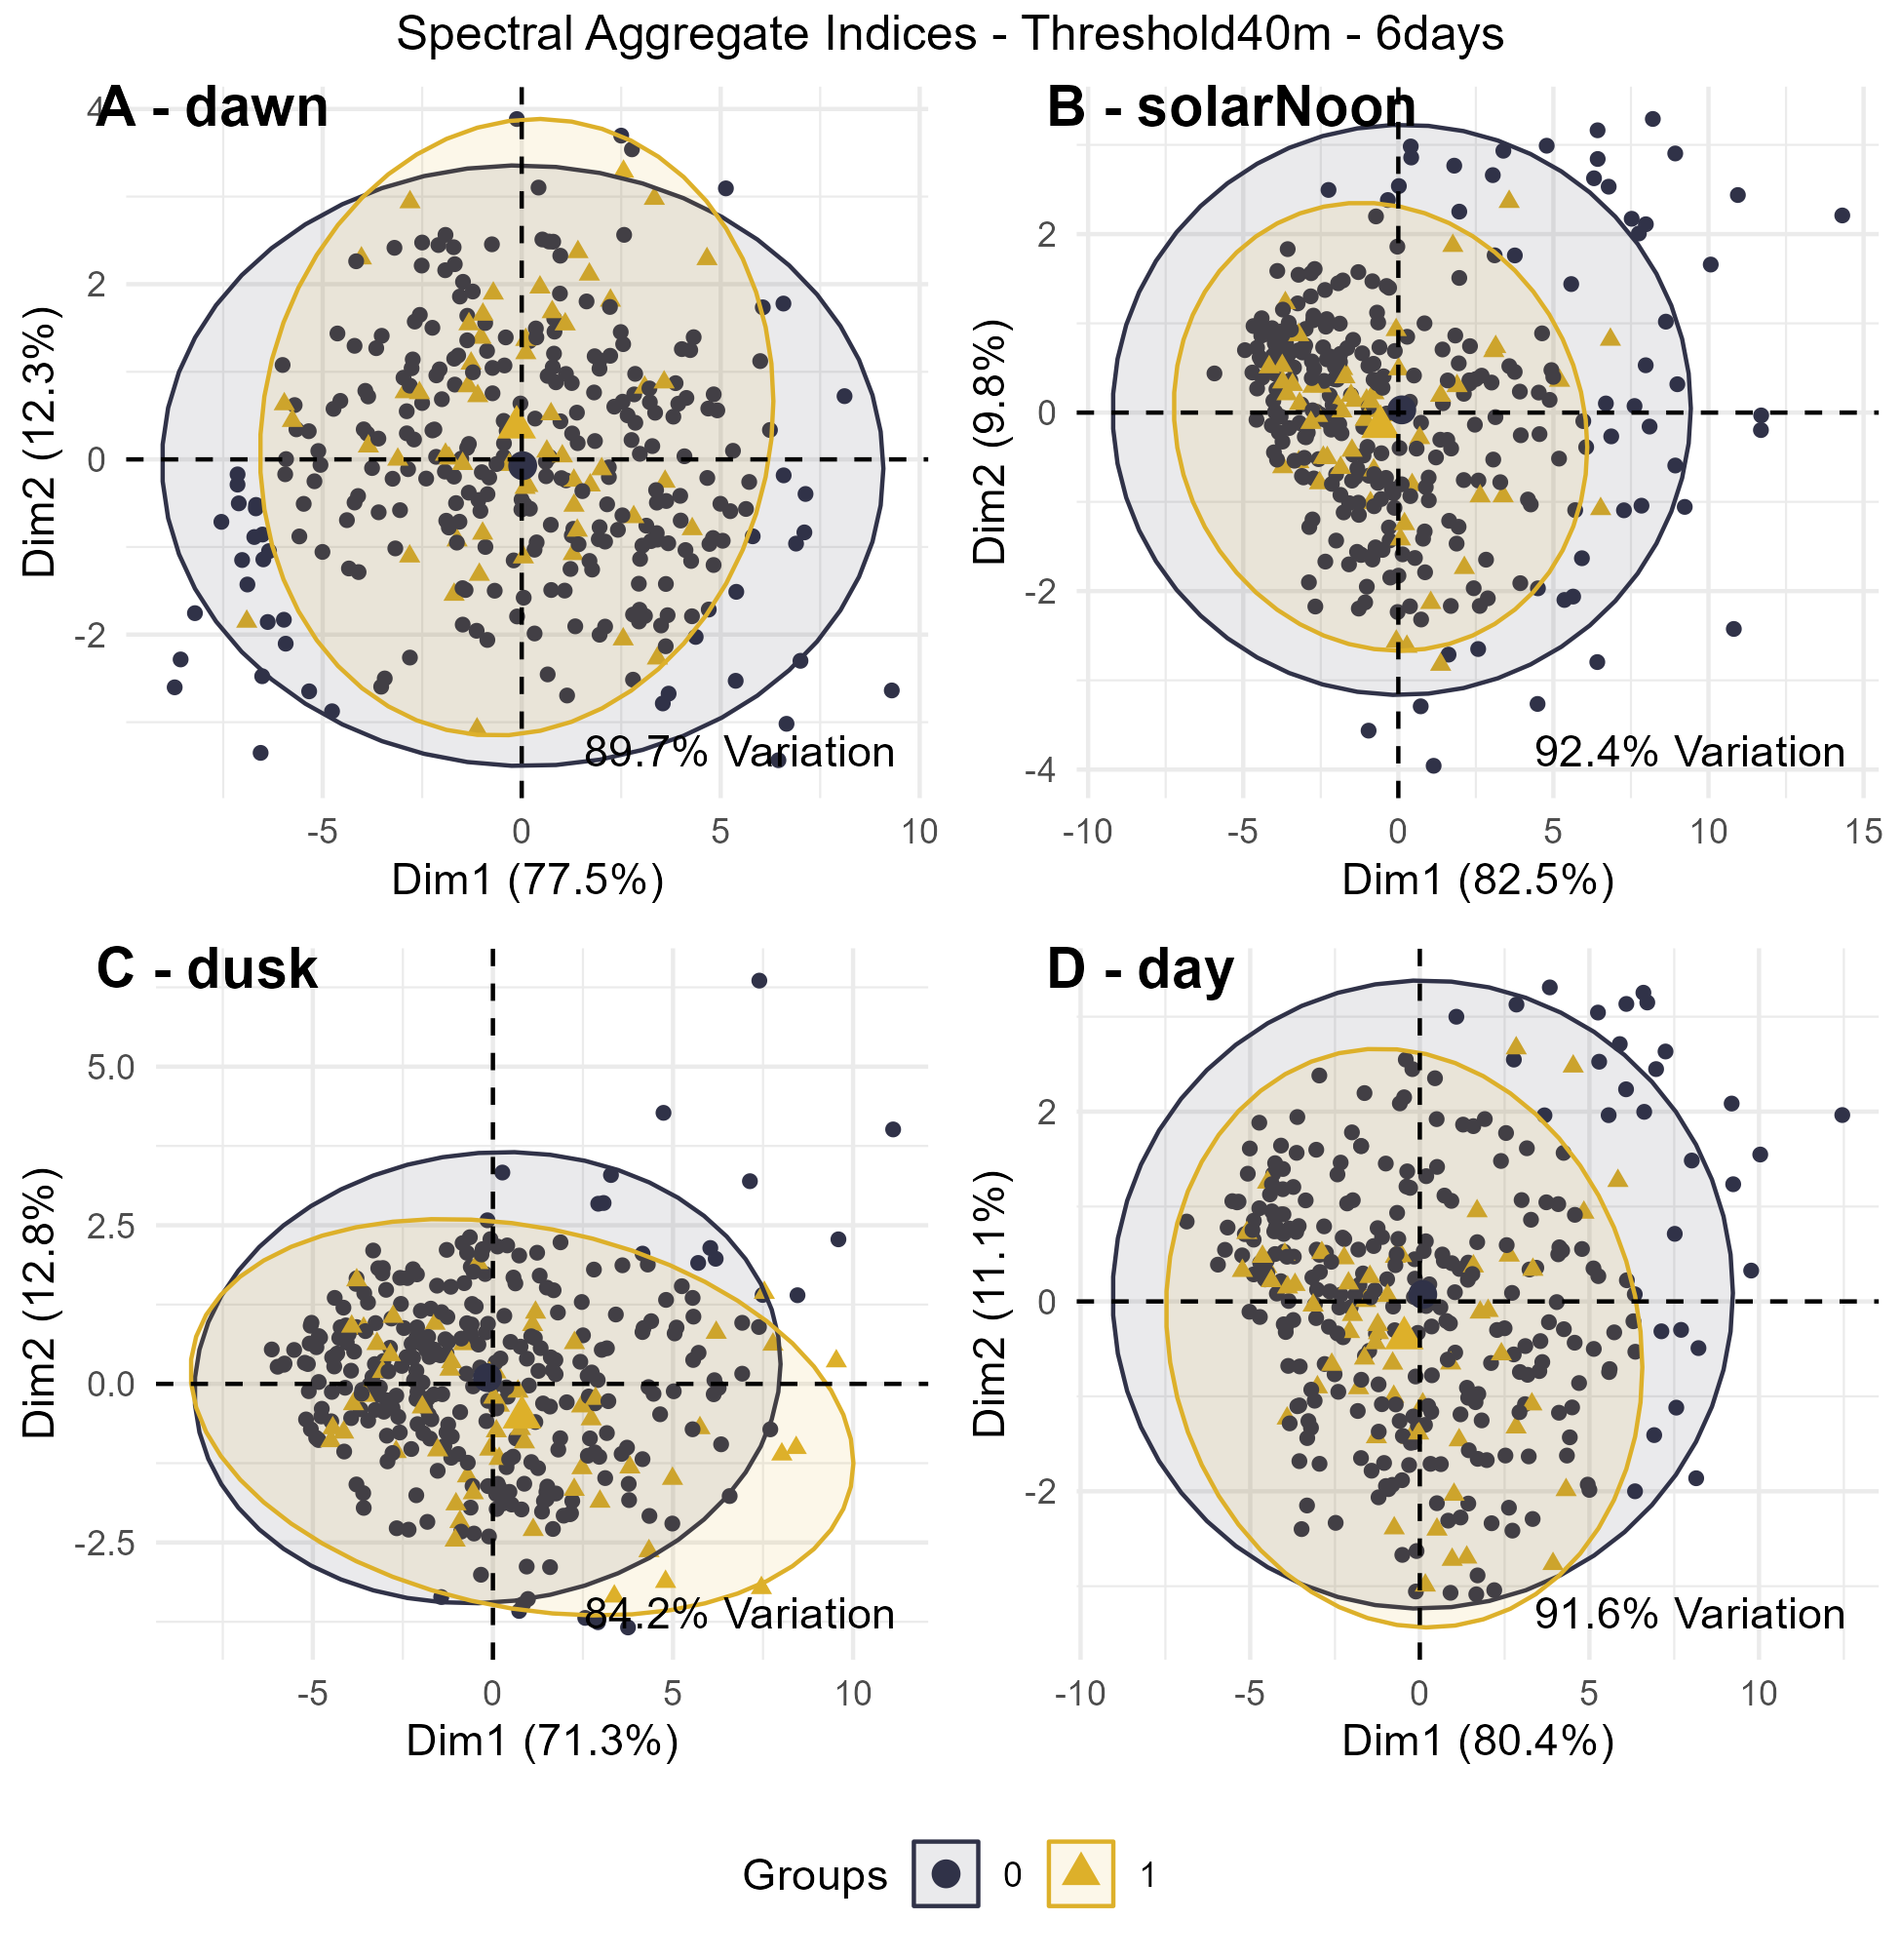 Spectral Aggregate Indices - Threshold40m - 6days
A - dawn
4
2
0
-2
Dim2 (12.3%)
89.7% Variation
-5
0
5
10
Dim1 (77.5%)
B - solarNoon
2
0
-2
-4
Dim2 (9.8%)
92.4% Variation
-10
-5
0
5
10
15
Dim1 (82.5%)
C - dusk
5.0
2.5
0.0
-2.5
Dim2 (12.8%)
84.2% Variation
-5
0
5
10
Dim1 (71.3%)
D - day
2
0
-2
Dim2 (11.1%)
91.6% Variation
-10
-5
0
5
10
Dim1 (80.4%)
Groups
0
1